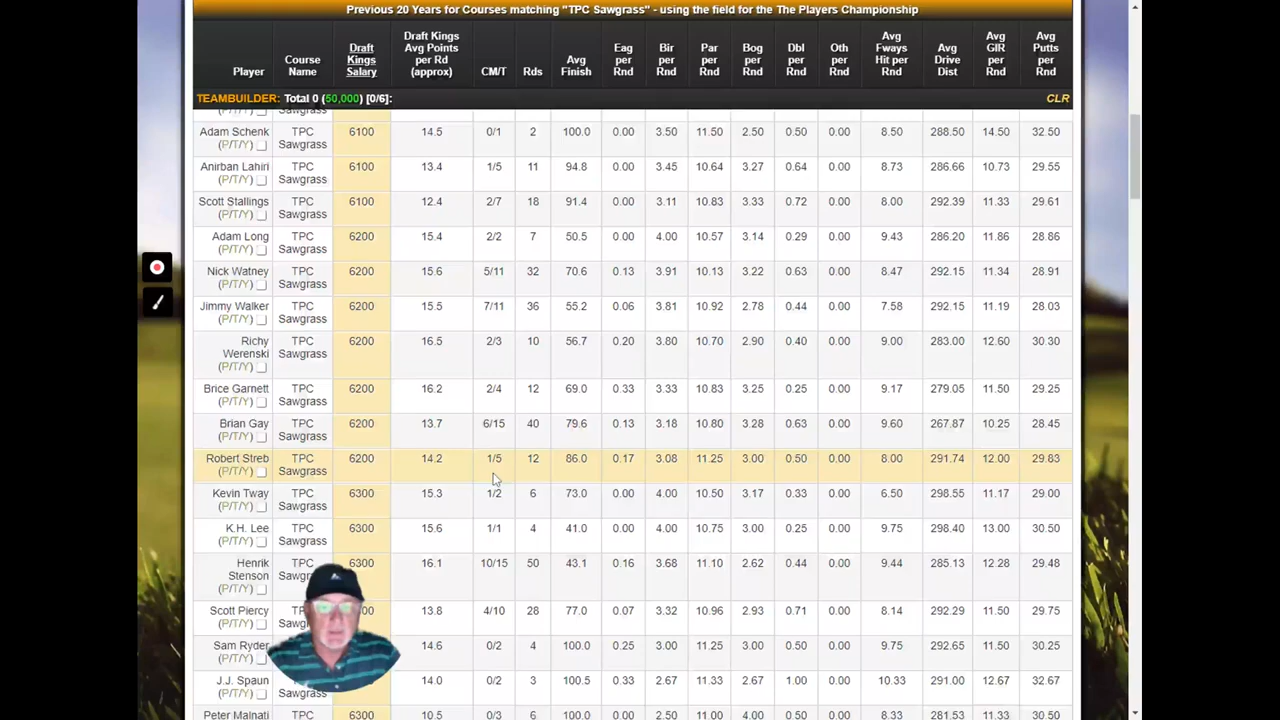 Previous 20 Years for Courses matching "TPC Sawgrass" - using the field for the The Players Championship
Player Course Name Draft Kings Salary Draft Kings Avg Points per Rd (approx) CM/T Rds Avg Finish Eag per Rnd Bir per Rnd Par per Rnd Bog per Rnd Dbl per Rnd Oth per Rnd Avg Fways Hit per Rnd Avg Drive Dist Avg GIR per Rnd Avg Putts per Rnd
TEAMBUILDER: Total 0 (50,000) [0/6]: CLR
(P/T/Y) Sawgrass
Adam Schenk (P/T/Y) TPC Sawgrass 6100 14.5 0/1 2 100.0 0.00 3.50 11.50 2.50 0.50 0.00 8.50 288.50 14.50 32.50
Anirban Lahiri (P/T/Y) TPC Sawgrass 6100 13.4 1/5 11 94.8 0.00 3.45 10.64 3.27 0.64 0.00 8.73 286.66 10.73 29.55
Scott Stallings (P/T/Y) TPC Sawgrass 6100 12.4 2/7 18 91.4 0.00 3.11 10.83 3.33 0.72 0.00 8.00 292.39 11.33 29.61
Adam Long (P/T/Y) TPC Sawgrass 6200 15.4 2/2 7 50.5 0.00 4.00 10.57 3.14 0.29 0.00 9.43 286.20 11.86 28.86
Nick Watney (P/T/Y) TPC Sawgrass 6200 15.6 5/11 32 70.6 0.13 3.91 10.13 3.22 0.63 0.00 8.47 292.15 11.34 28.91
Jimmy Walker (P/T/Y) TPC Sawgrass 6200 15.5 7/11 36 55.2 0.06 3.81 10.92 2.78 0.44 0.00 7.58 292.15 11.19 28.03
Richy Werenski (P/T/Y) TPC Sawgrass 6200 16.5 2/3 10 56.7 0.20 3.80 10.70 2.90 0.40 0.00 9.00 283.00 12.60 30.30
Brice Garnett (P/T/Y) TPC Sawgrass 6200 16.2 2/4 12 69.0 0.33 3.33 10.83 3.25 0.25 0.00 9.17 279.05 11.50 29.25
Brian Gay (P/T/Y) TPC Sawgrass 6200 13.7 6/15 40 79.6 0.13 3.18 10.80 3.28 0.63 0.00 9.60 267.87 10.25 28.45
Robert Streb (P/T/Y) TPC Sawgrass 6200 14.2 1/5 12 86.0 0.17 3.08 11.25 3.00 0.50 0.00 8.00 291.74 12.00 29.83
Kevin Tway (P/T/Y) TPC Sawgrass 6300 15.3 1/2 6 73.0 0.00 4.00 10.50 3.17 0.33 0.00 6.50 298.55 11.17 29.00
K.H. Lee (P/T/Y) TPC Sawgrass 6300 15.6 1/1 4 41.0 0.00 4.00 10.75 3.00 0.25 0.00 9.75 298.40 13.00 30.50
Henrik Stenson (P/T/Y) TPC 6300 16.1 10/15 50 43.1 0.16 3.68 11.10 2.62 0.44 0.00 9.44 285.13 12.28 29.48
Scott Piercy (P/T/Y) 13.8 4/10 28 77.0 0.07 3.32 10.96 2.93 0.71 0.00 8.14 292.29 11.50 29.75
Sam Ryder (P/T/Y) 14.6 0/2 4 100.0 0.25 3.00 11.25 3.00 0.50 0.00 9.75 292.65 11.50 30.25
J.J. Spaun (P/T/Y) 14.0 0/2 3 100.5 0.33 2.67 11.33 2.67 1.00 0.00 10.33 291.00 12.67 32.67
Peter Malnati TPC 6300 0/3 6 100.0 0.00 2.50 11.00 4.00 0.50 0.00 8.33 281.53 11.33 30.50